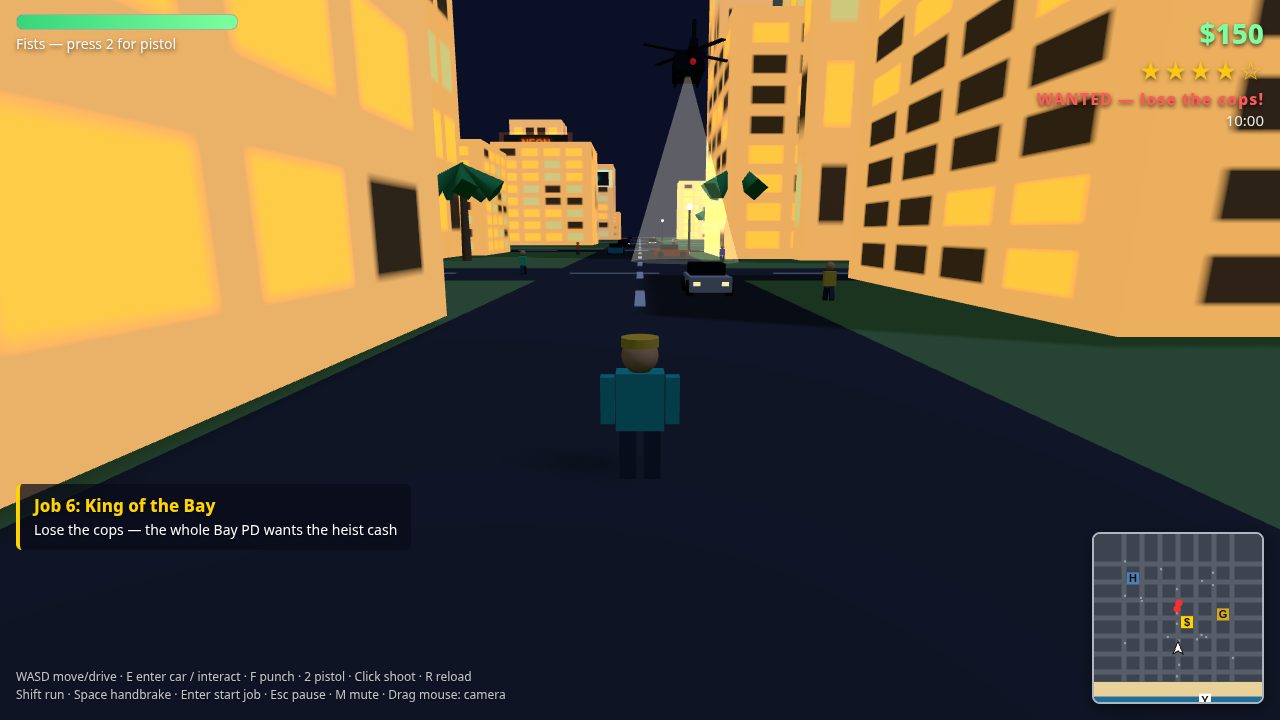 Fists — press 2 for pistol
$150
★★★★☆
WANTED — lose the cops!
10:00
NEON
Job 6: King of the Bay
Lose the cops — the whole Bay PD wants the heist cash
H
G
$
Y
WASD move/drive · E enter car / interact · F punch · 2 pistol · Click shoot · R reload
Shift run · Space handbrake · Enter start job · Esc pause · M mute · Drag mouse: camera